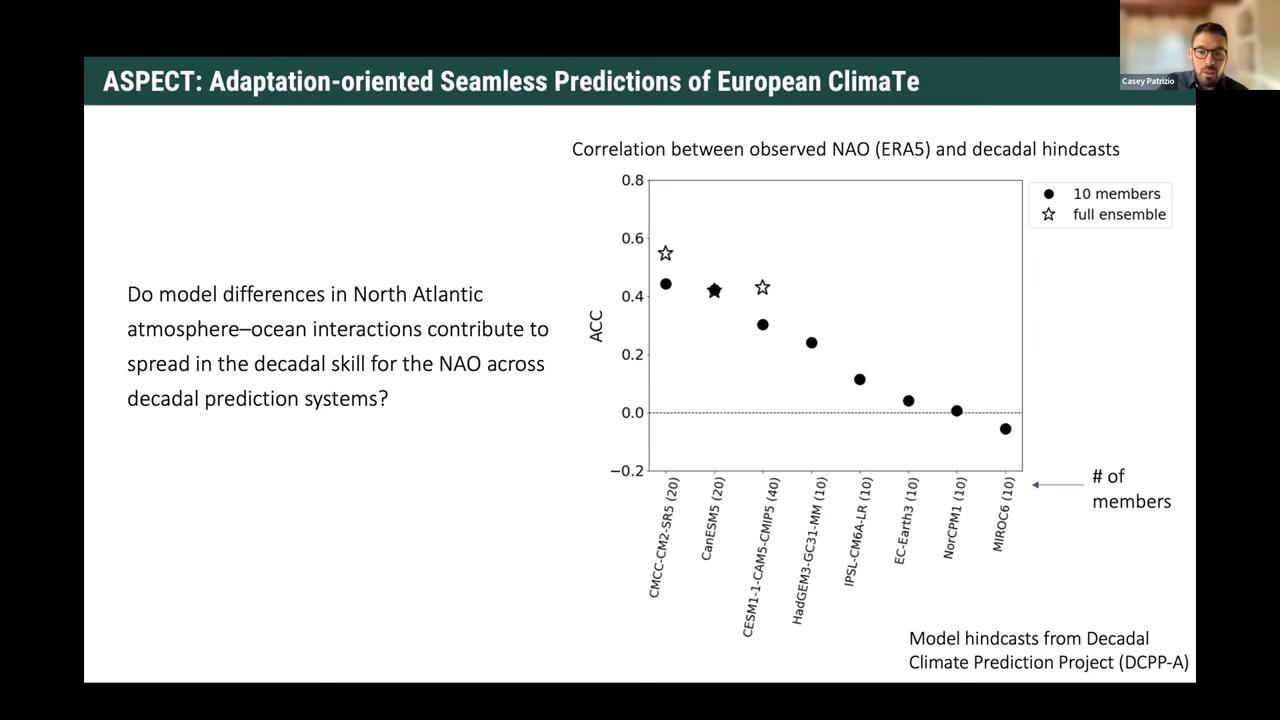 Casey Patrizio
ASPECT: Adaptation-oriented Seamless Predictions of European ClimaTe
Do model differences in North Atlantic
atmosphere–ocean interactions contribute to
spread in the decadal skill for the NAO across
decadal prediction systems?
Correlation between observed NAO (ERA5) and decadal hindcasts
0.8
0.6
0.4
0.2
0.0
−0.2
ACC
10 members
full ensemble
CMCC-CM2-SR5 (20)
CanESM5 (20)
CESM1-1-CAM5-CMIP5 (40)
HadGEM3-GC31-MM (10)
IPSL-CM6A-LR (10)
EC-Earth3 (10)
NorCPM1 (10)
MIROC6 (10)
# of
members
Model hindcasts from Decadal
Climate Prediction Project (DCPP-A)